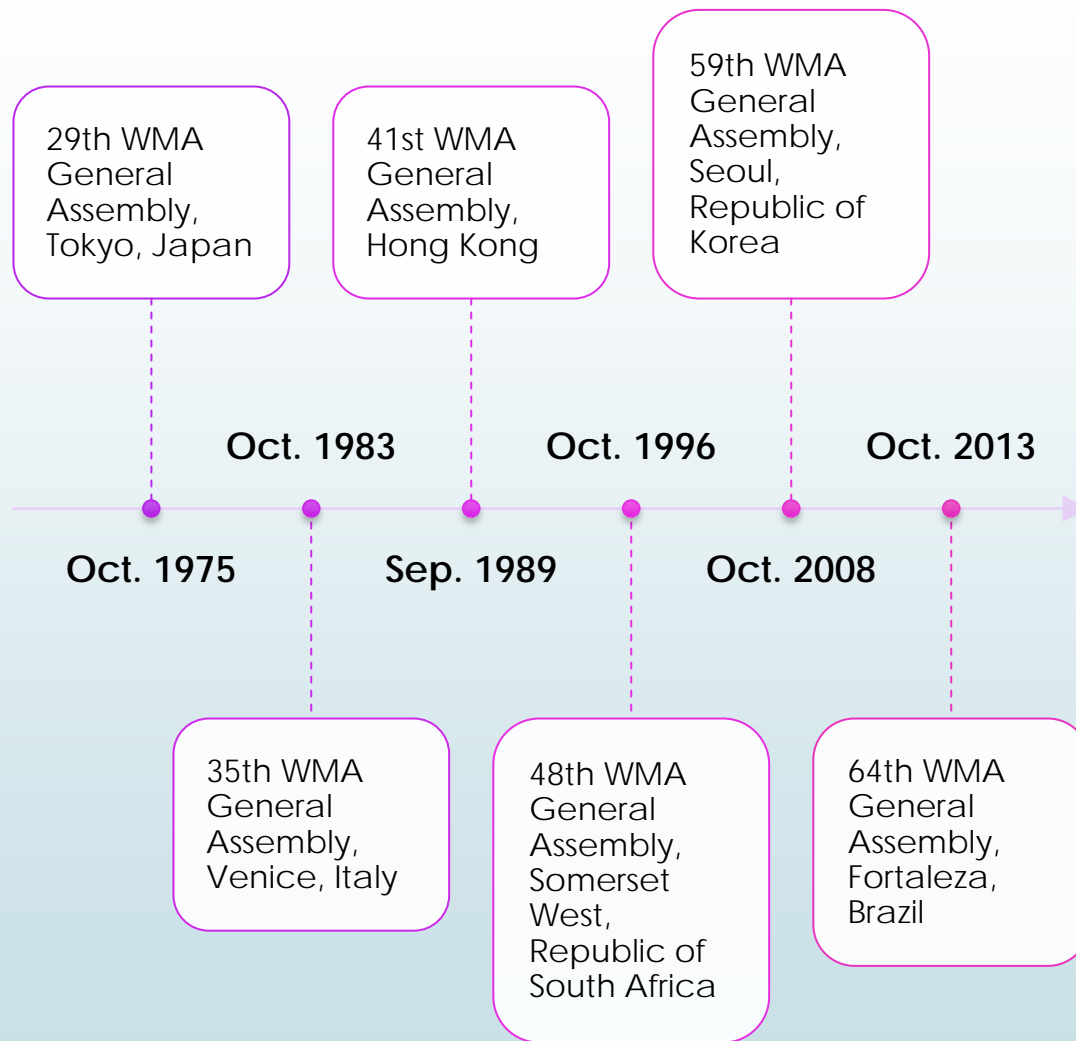 29th WMA
General
Assembly,
Tokyo, Japan
41st WMA
General
Assembly,
Hong Kong
59th WMA
General
Assembly,
Seoul,
Republic of
Korea
Oct. 1983
Oct. 1996
Oct. 2013
Oct. 1975
Sep. 1989
Oct. 2008
35th WMA
General
Assembly,
Venice, Italy
48th WMA
General
Assembly,
Somerset
West,
Republic of
South Africa
64th WMA
General
Assembly,
Fortaleza,
Brazil